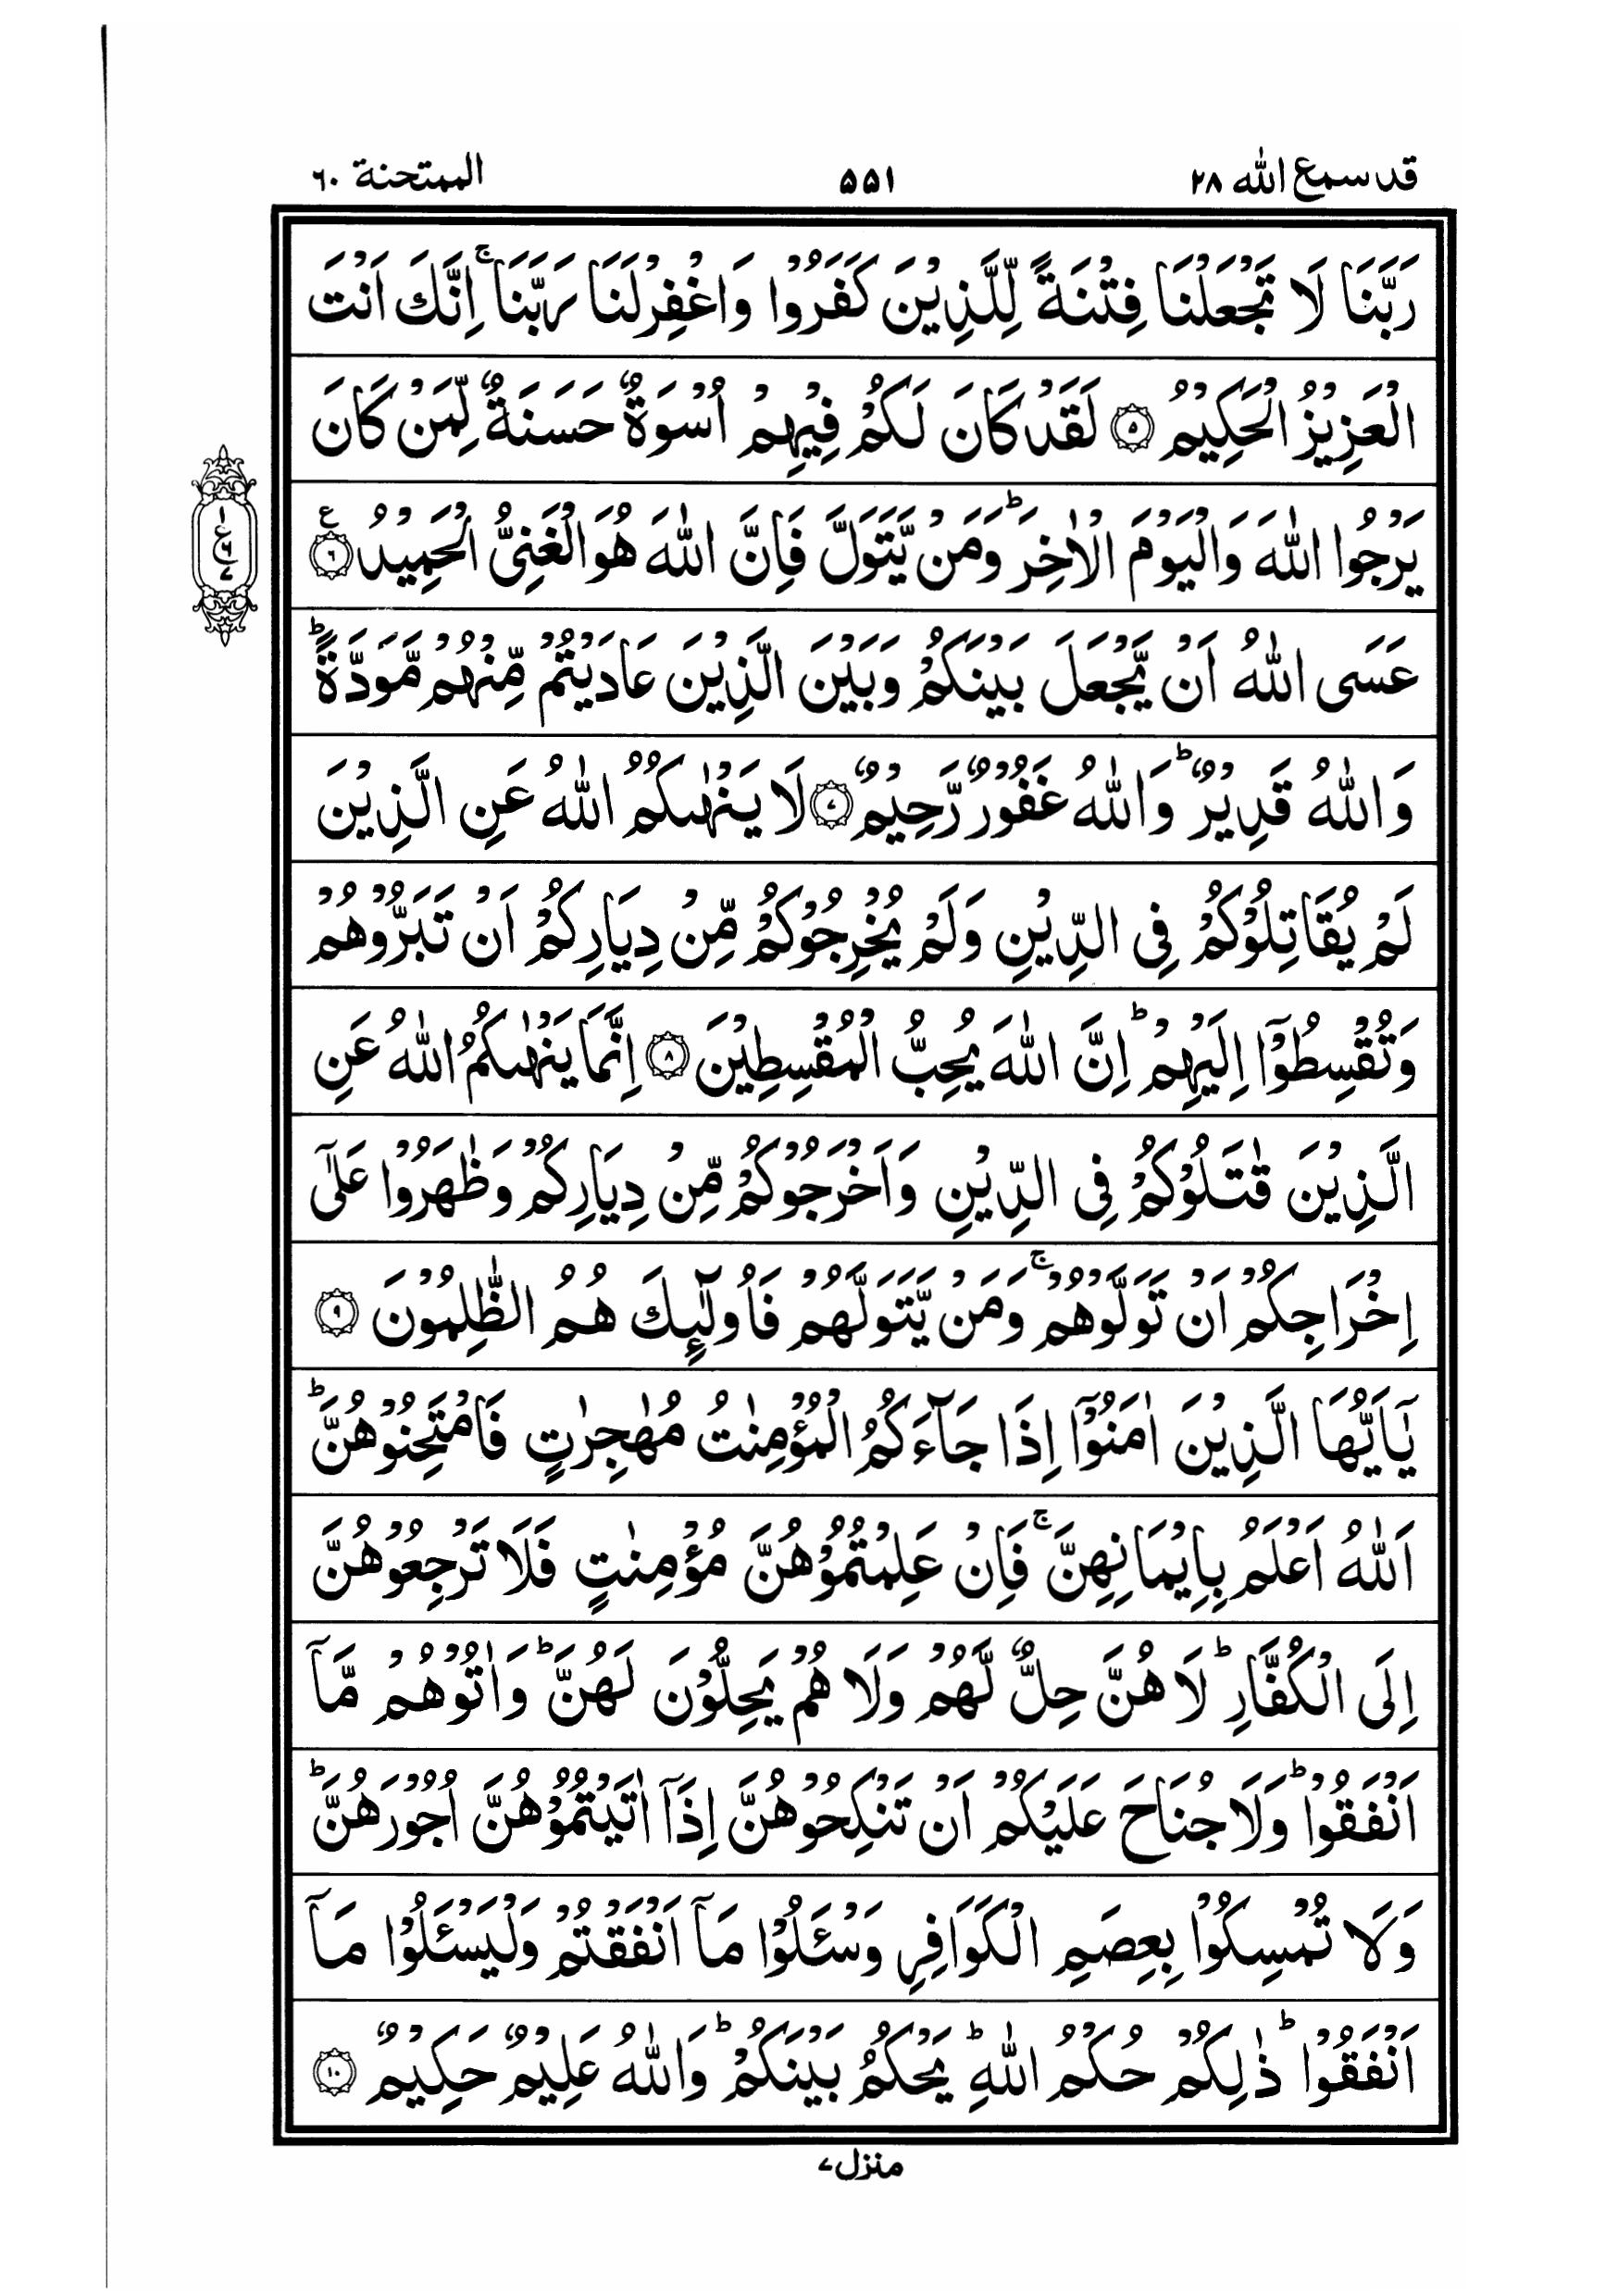 قد سمع الله ٢٨
۵۵۱
الممتحنة ٦٠
رَبَّنَا لَا تَجْعَلْنَا فِتْنَةً لِّلَّذِيْنَ كَفَرُوْا وَاغْفِرْلَنَا رَبَّنَا ۚ اِنَّكَ اَنْتَ
الْعَزِيْزُ الْحَكِيْمُ ۝٥ لَقَدْ كَانَ لَكُمْ فِيْهِمْ اُسْوَةٌ حَسَنَةٌ لِّمَنْ كَانَ
يَرْجُوا اللّٰهَ وَالْيَوْمَ الْاٰخِرَ ؕ وَمَنْ يَّتَوَلَّ فَاِنَّ اللّٰهَ هُوَالْغَنِىُّ الْحَمِيْدُ ۝٦ ع
١
ع
٦
٧
عَسَى اللّٰهُ اَنْ يَّجْعَلَ بَيْنَكُمْ وَبَيْنَ الَّذِيْنَ عَادَيْتُمْ مِّنْهُمْ مَّوَدَّةً ؕ
وَاللّٰهُ قَدِيْرٌ ؕ وَاللّٰهُ غَفُوْرٌ رَّحِيْمٌ ۝٧ لَا يَنْهٰىكُمُ اللّٰهُ عَنِ الَّذِيْنَ
لَمْ يُقَاتِلُوْكُمْ فِى الدِّيْنِ وَلَمْ يُخْرِجُوْكُمْ مِّنْ دِيَارِكُمْ اَنْ تَبَرُّوْهُمْ
وَتُقْسِطُوْۤا اِلَيْهِمْ ؕ اِنَّ اللّٰهَ يُحِبُّ الْمُقْسِطِيْنَ ۝٨ اِنَّمَا يَنْهٰىكُمُ اللّٰهُ عَنِ
الَّذِيْنَ قٰتَلُوْكُمْ فِى الدِّيْنِ وَاَخْرَجُوْكُمْ مِّنْ دِيَارِكُمْ وَظٰهَرُوْا عَلٰۤى
اِخْرَاجِكُمْ اَنْ تَوَلَّوْهُمْ ۚ وَمَنْ يَّتَوَلَّهُمْ فَاُولٰٓئِكَ هُمُ الظّٰلِمُوْنَ ۝٩
يٰۤاَيُّهَا الَّذِيْنَ اٰمَنُوْۤا اِذَا جَآءَكُمُ الْمُؤْمِنٰتُ مُهٰجِرٰتٍ فَامْتَحِنُوْهُنَّ ؕ
اَللّٰهُ اَعْلَمُ بِاِيْمَانِهِنَّ ۚ فَاِنْ عَلِمْتُمُوْهُنَّ مُؤْمِنٰتٍ فَلَا تَرْجِعُوْهُنَّ
اِلَى الْكُفَّارِ ؕ لَا هُنَّ حِلٌّ لَّهُمْ وَلَا هُمْ يَحِلُّوْنَ لَهُنَّ ؕ وَاٰتُوْهُمْ مَّاۤ
اَنْفَقُوْا ؕ وَلَا جُنَاحَ عَلَيْكُمْ اَنْ تَنْكِحُوْهُنَّ اِذَاۤ اٰتَيْتُمُوْهُنَّ اُجُوْرَهُنَّ ؕ
وَلَا تُمْسِكُوْا بِعِصَمِ الْكَوَافِرِ وَسْـَٔلُوْا مَاۤ اَنْفَقْتُمْ وَلْيَسْـَٔلُوْا مَاۤ
اَنْفَقُوْا ؕ ذٰلِكُمْ حُكْمُ اللّٰهِ ؕ يَحْكُمُ بَيْنَكُمْ ؕ وَاللّٰهُ عَلِيْمٌ حَكِيْمٌ ۝١٠
منزل ٧